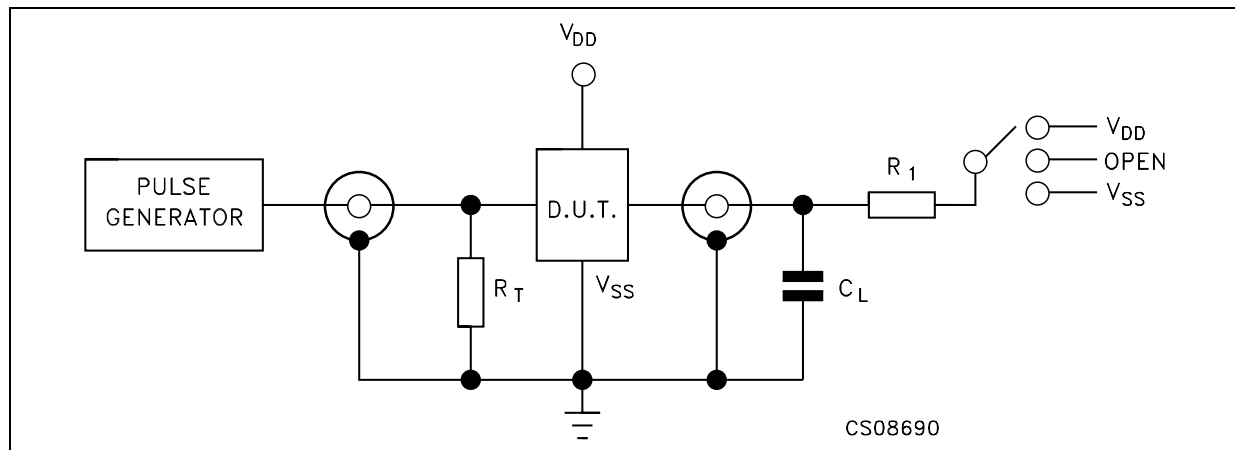 VDD
VDD
OPEN
VSS
R1
PULSE
GENERATOR
D.U.T.
RT
VSS
CL
CS08690